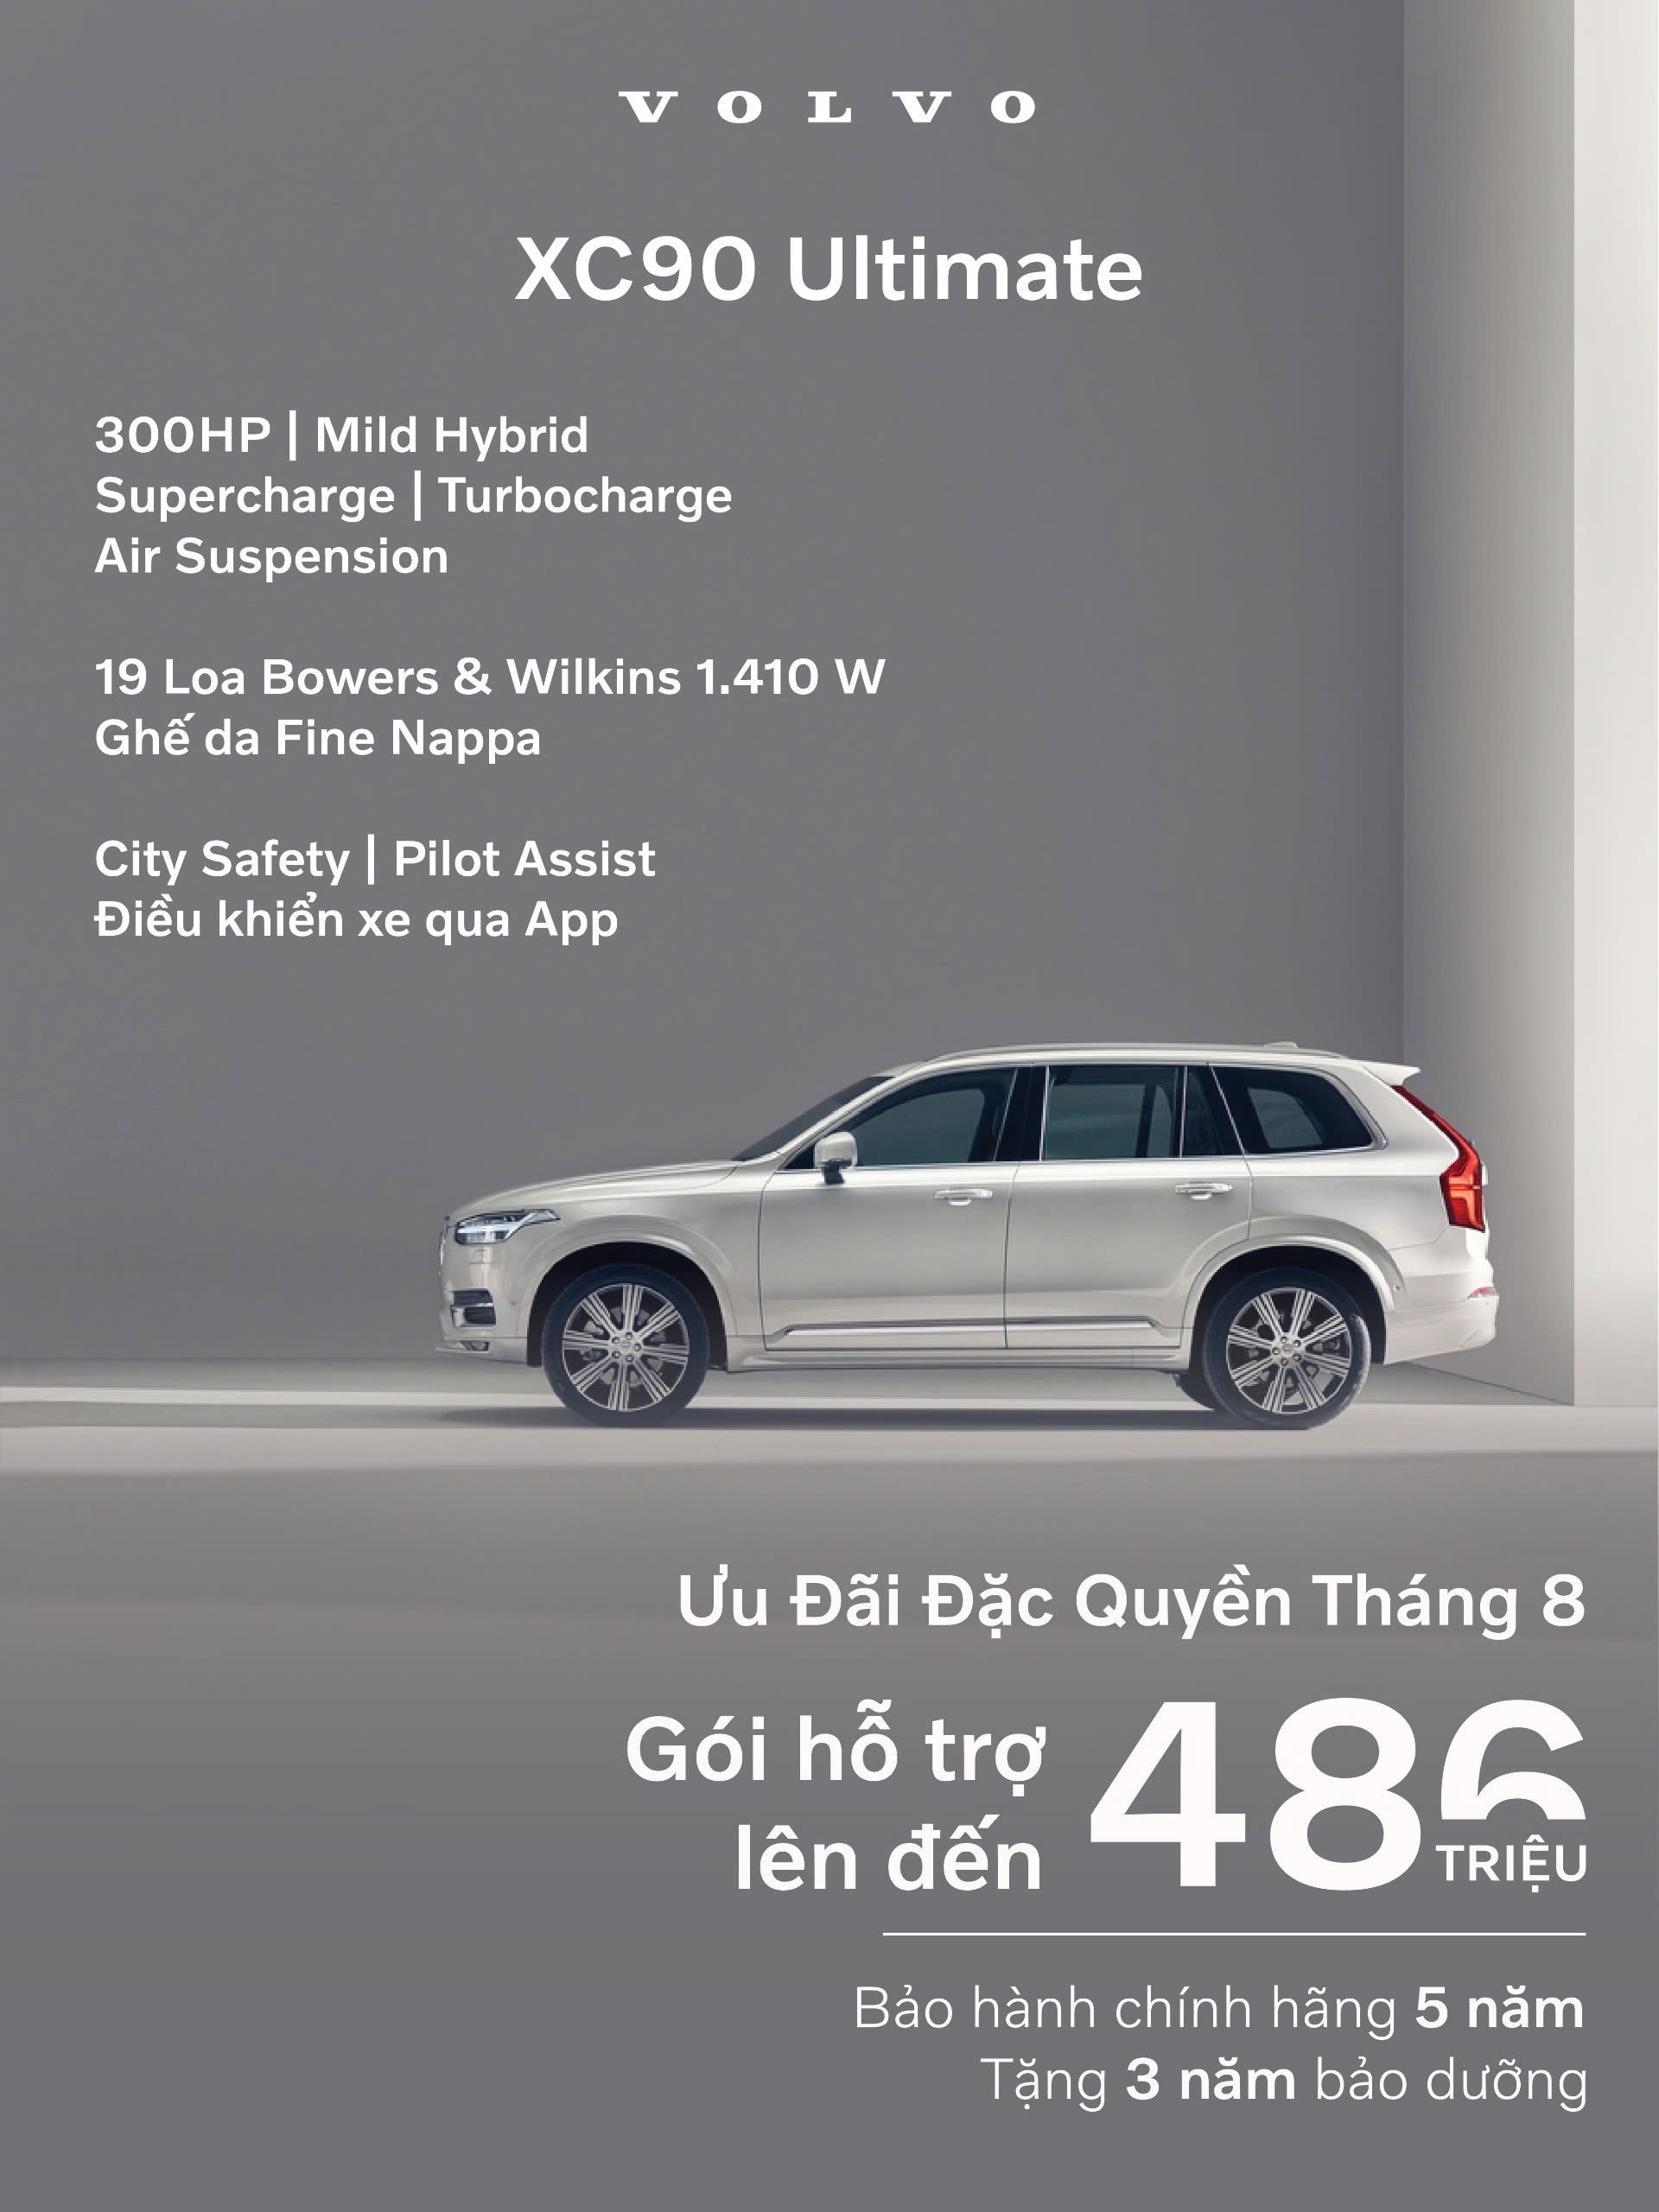 VOLVO
XC90 Ultimate
300HP | Mild Hybrid
Supercharge | Turbocharge
Air Suspension
19 Loa Bowers & Wilkins 1.410 W
Ghế da Fine Nappa
City Safety | Pilot Assist
Điều khiển xe qua App
Ưu Đãi Đặc Quyền Tháng 8
Gói hỗ trợ
lên đến 486
TRIỆU
Bảo hành chính hãng 5 năm
Tặng 3 năm bảo dưỡng